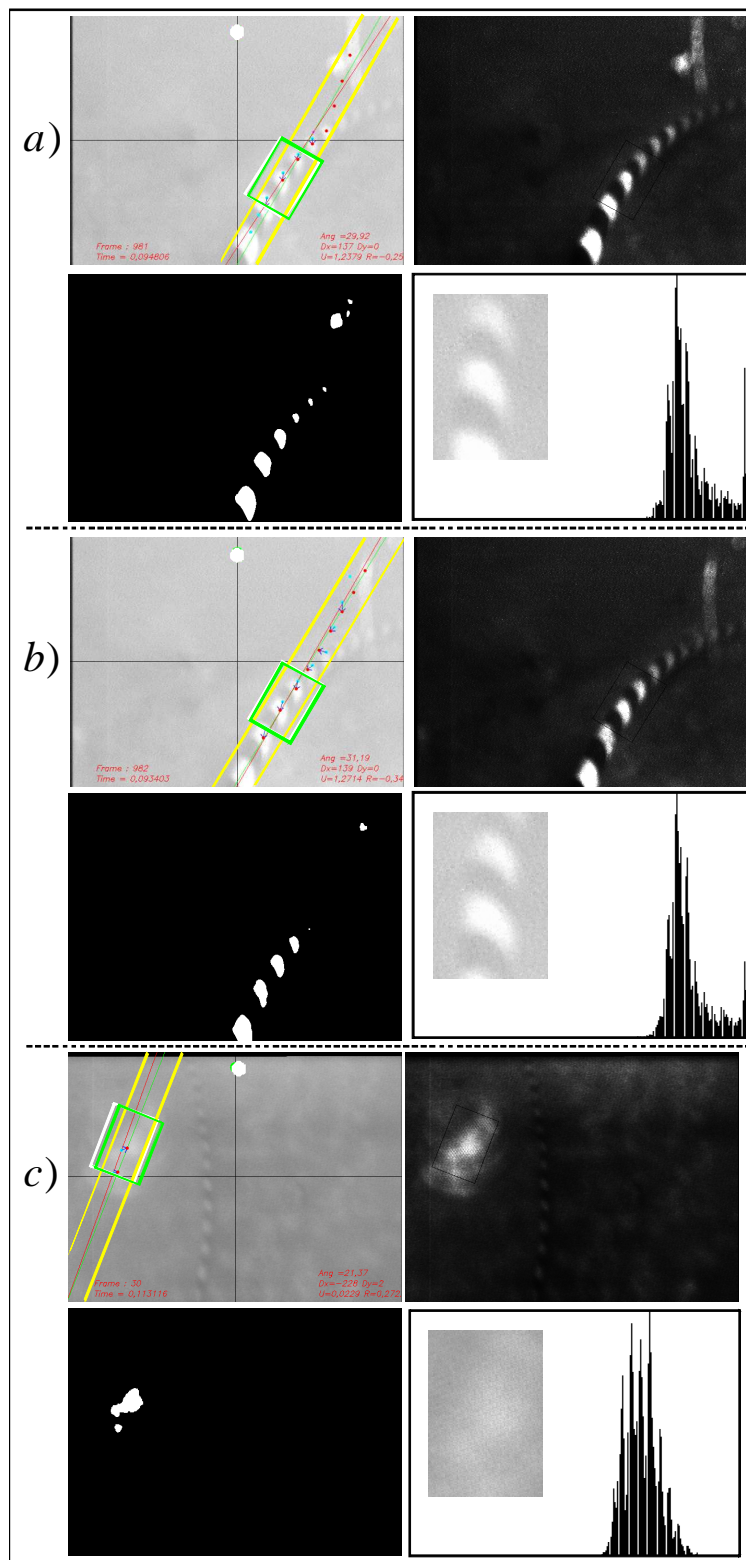 a)
Frame : 981
Time = 0,094806
Ang =29,92
Dx=137 Dy=0
U=1,2379 R=-0,25
b)
Frame : 982
Time = 0,093403
Ang =31,19
Dx=139 Dy=0
U=1,2714 R=-0,34
c)
Frame : 30
Time = 0,113116
Ang =21,37
Dx=-228 Dy=2
U=0,0229 R=0,272